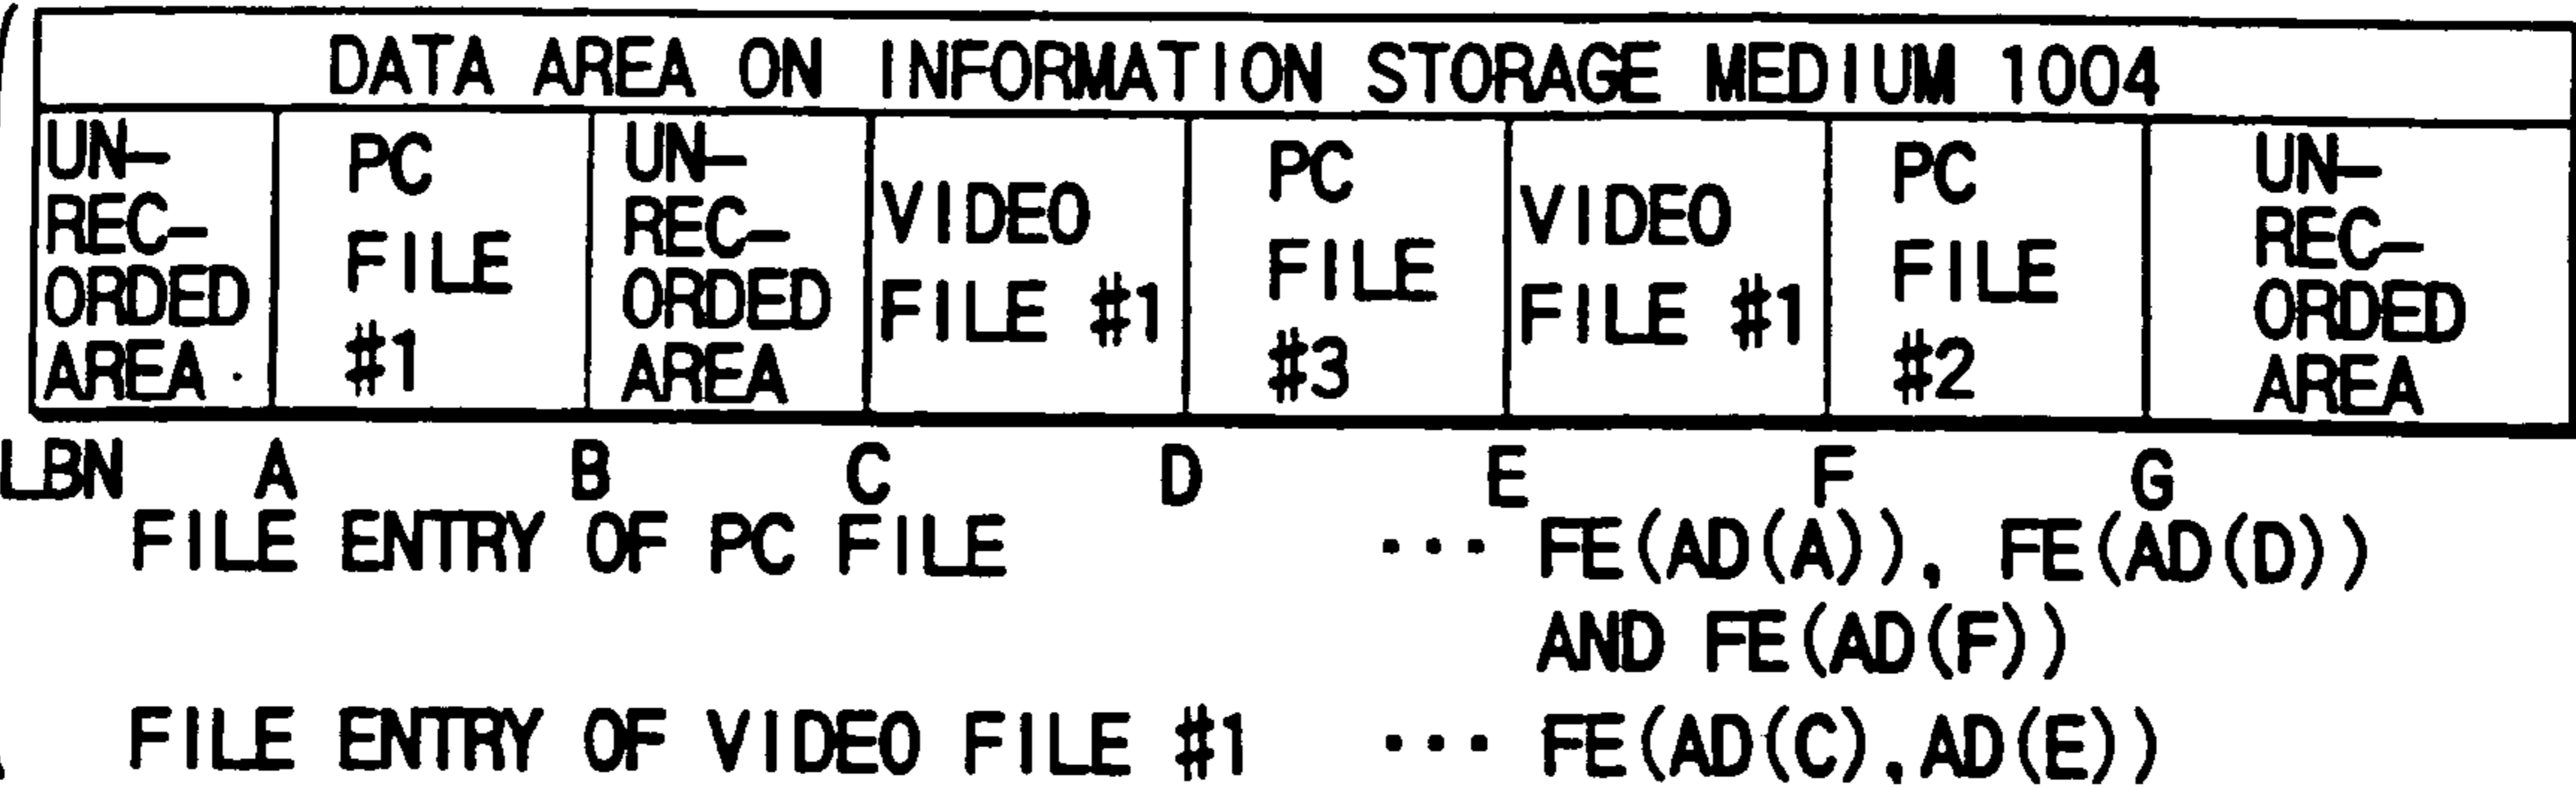 DATA AREA ON INFORMATION STORAGE MEDIUM 1004
UN-
REC-
ORDED
AREA
PC
FILE
#1
UN-
REC-
ORDED
AREA
VIDEO
FILE #1
PC
FILE
#3
VIDEO
FILE #1
PC
FILE
#2
UN-
REC-
ORDED
AREA
LBN A B C D E F G
FILE ENTRY OF PC FILE ··· FE(AD(A)), FE(AD(D))
AND FE(AD(F))
FILE ENTRY OF VIDEO FILE #1 ··· FE(AD(C),AD(E))